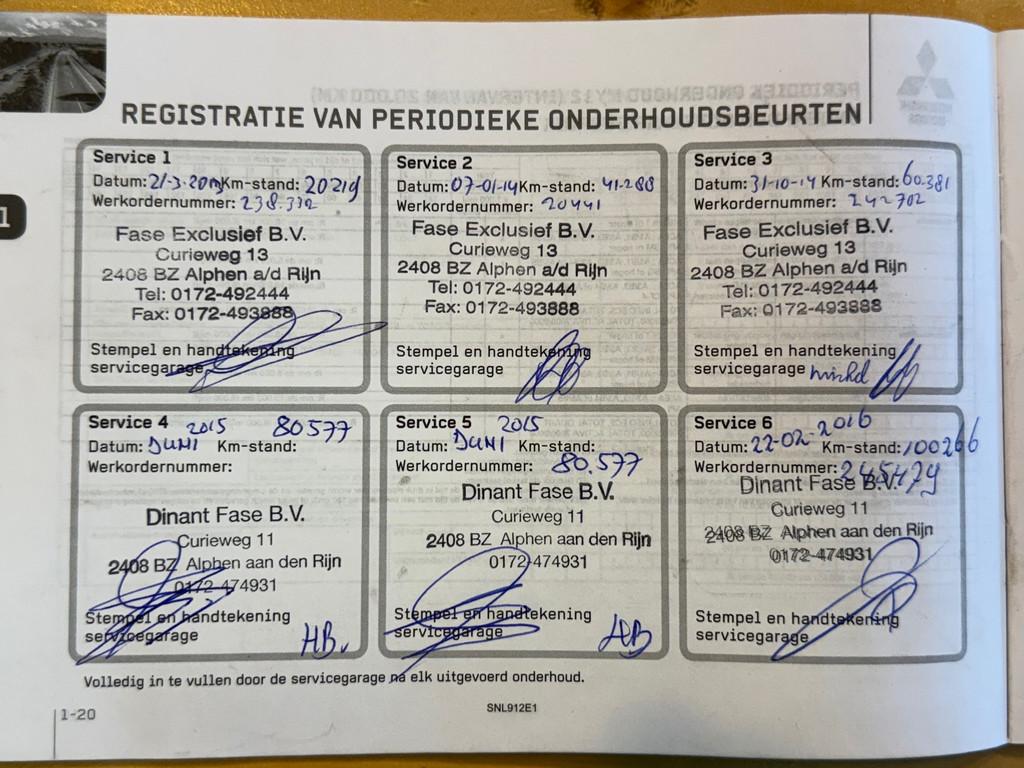 REGISTRATIE VAN PERIODIEKE ONDERHOUDSBEURTEN
Service 1
Datum: 21-3-2013 Km-stand: 20219
Werkordernummer: 238.312
Fase Exclusief B.V.
Curieweg 13
2408 BZ Alphen a/d Rijn
Tel: 0172-492444
Fax: 0172-493888
Stempel en handtekening
servicegarage
Service 2
Datum: 07-01-14 Km-stand: 41.288
Werkordernummer: 20441
Fase Exclusief B.V.
Curieweg 13
2408 BZ Alphen a/d Rijn
Tel: 0172-492444
Fax: 0172-493888
Stempel en handtekening
servicegarage
Service 3
Datum: 31-10-14 Km-stand: 60.381
Werkordernummer: 242702
Fase Exclusief B.V.
Curieweg 13
2408 BZ Alphen a/d Rijn
Tel: 0172-492444
Fax: 0172-493888
Stempel en handtekening
servicegarage
Service 4 2015 80577
Datum: JUNI Km-stand:
Werkordernummer:
Dinant Fase B.V.
Curieweg 11
2408 BZ Alphen aan den Rijn
0172-474931
Stempel en handtekening
servicegarage HB.
Service 5 2015
Datum: JUNI Km-stand:
Werkordernummer: 80.577
Dinant Fase B.V.
Curieweg 11
2408 BZ Alphen aan den Rijn
0172-474931
Stempel en handtekening
servicegarage HB
Service 6
Datum: 22-02-2016 Km-stand: 100266
Werkordernummer: 245479
Dinant Fase B.V.
Curieweg 11
2408 BZ Alphen aan den Rijn
0172-474931
Stempel en handtekening
servicegarage
Volledig in te vullen door de servicegarage na elk uitgevoerd onderhoud.
1-20
SNL912E1
1